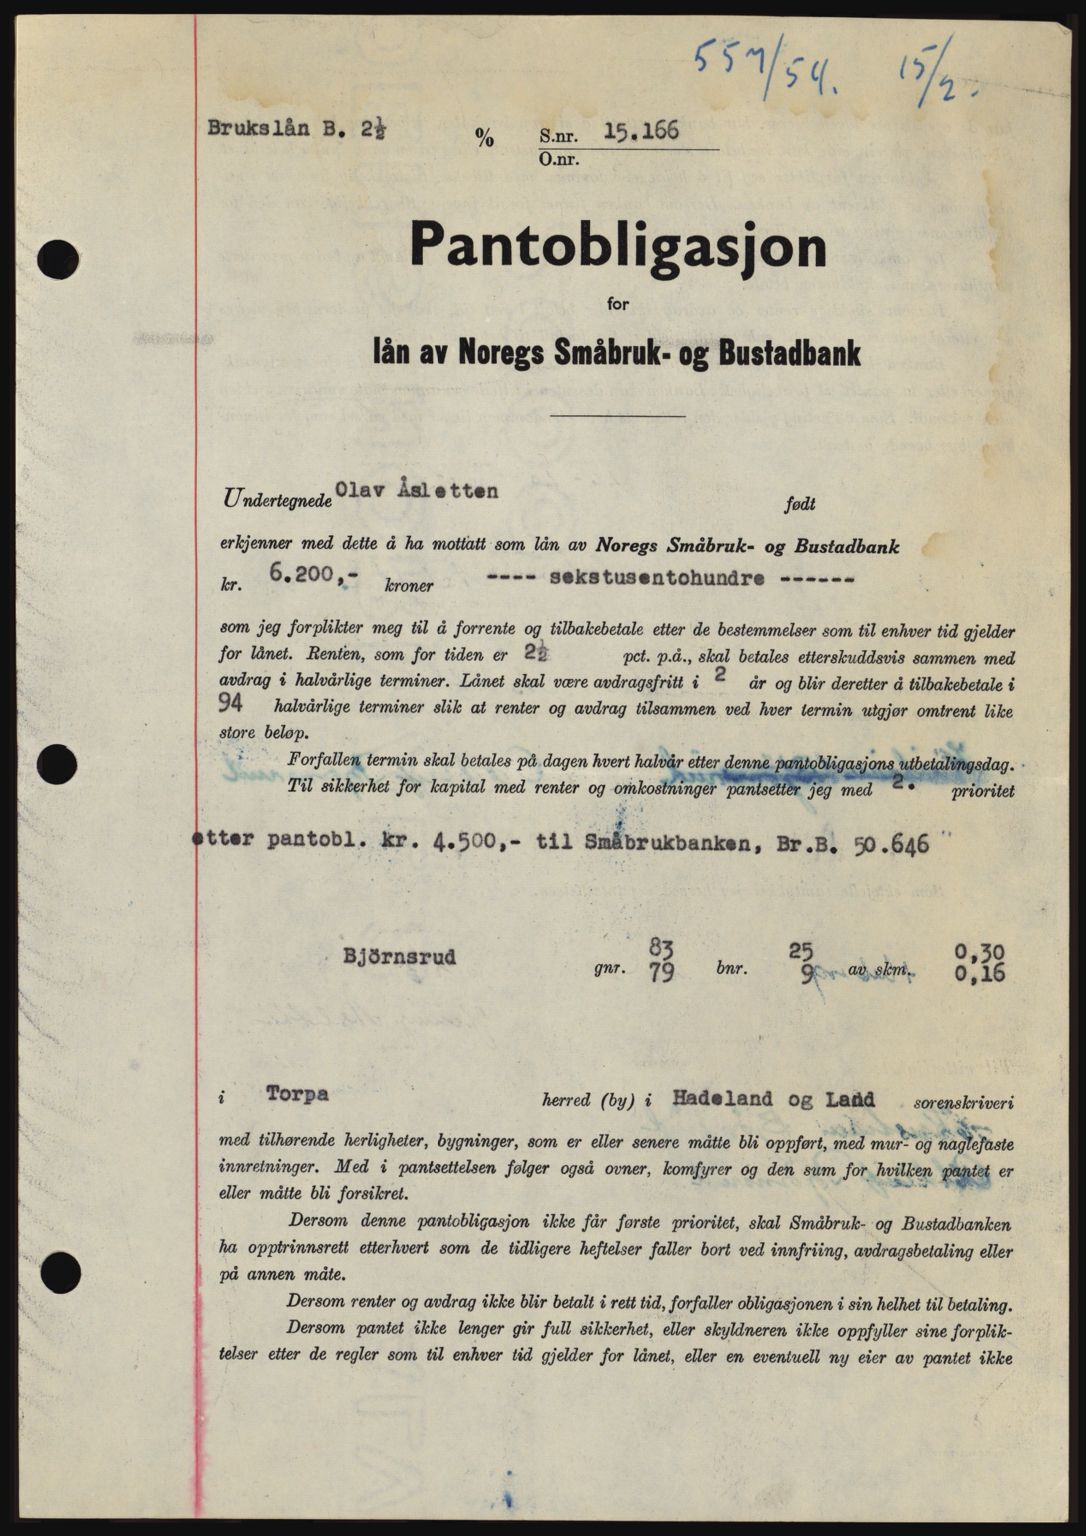 557/54. 15/2.
Brukslån B. 2½ % S.nr. 15.166
O.nr.
Pantobligasjon
for
lån av Noregs Småbruk- og Bustadbank
Undertegnede Olav Åsletten født
erkjenner med dette å ha mottatt som lån av Noregs Småbruk- og Bustadbank
kr. 6.200,- kroner ---- sekstusentohundre ------
som jeg forplikter meg til å forrente og tilbakebetale etter de bestemmelser som til enhver tid gjelder
for lånet. Renten, som for tiden er 2½ pct. p.å., skal betales etterskuddsvis sammen med
avdrag i halvårlige terminer. Lånet skal være avdragsfritt i 2 år og blir deretter å tilbakebetale i
94 halvårlige terminer slik at renter og avdrag tilsammen ved hver termin utgjør omtrent like
store beløp.
Forfallen termin skal betales på dagen hvert halvår etter denne pantobligasjons utbetalingsdag.
Til sikkerhet for kapital med renter og omkostninger pantsetter jeg med 2. prioritet
etter pantobl. kr. 4.500,- til Småbrukbanken, Br.B. 50.646
Björnsrud gnr. 83 bnr. 25 av skm. 0,30
79 9 0,16
i Torpa herred (by) i Hadeland og Land sorenskriveri
med tilhørende herligheter, bygninger, som er eller senere måtte bli oppført, med mur- og naglefaste
innretninger. Med i pantsettelsen følger også ovner, komfyrer og den sum for hvilken pantet er
eller måtte bli forsikret.
Dersom denne pantobligasjon ikke får første prioritet, skal Småbruk- og Bustadbanken
ha opptrinnsrett etterhvert som de tidligere heftelser faller bort ved innfriing, avdragsbetaling eller
på annen måte.
Dersom renter og avdrag ikke blir betalt i rett tid, forfaller obligasjonen i sin helhet til betaling.
Dersom pantet ikke lenger gir full sikkerhet, eller skyldneren ikke oppfyller sine forplik-
telser etter de regler som til enhver tid gjelder for lånet, eller en eventuell ny eier av pantet ikke